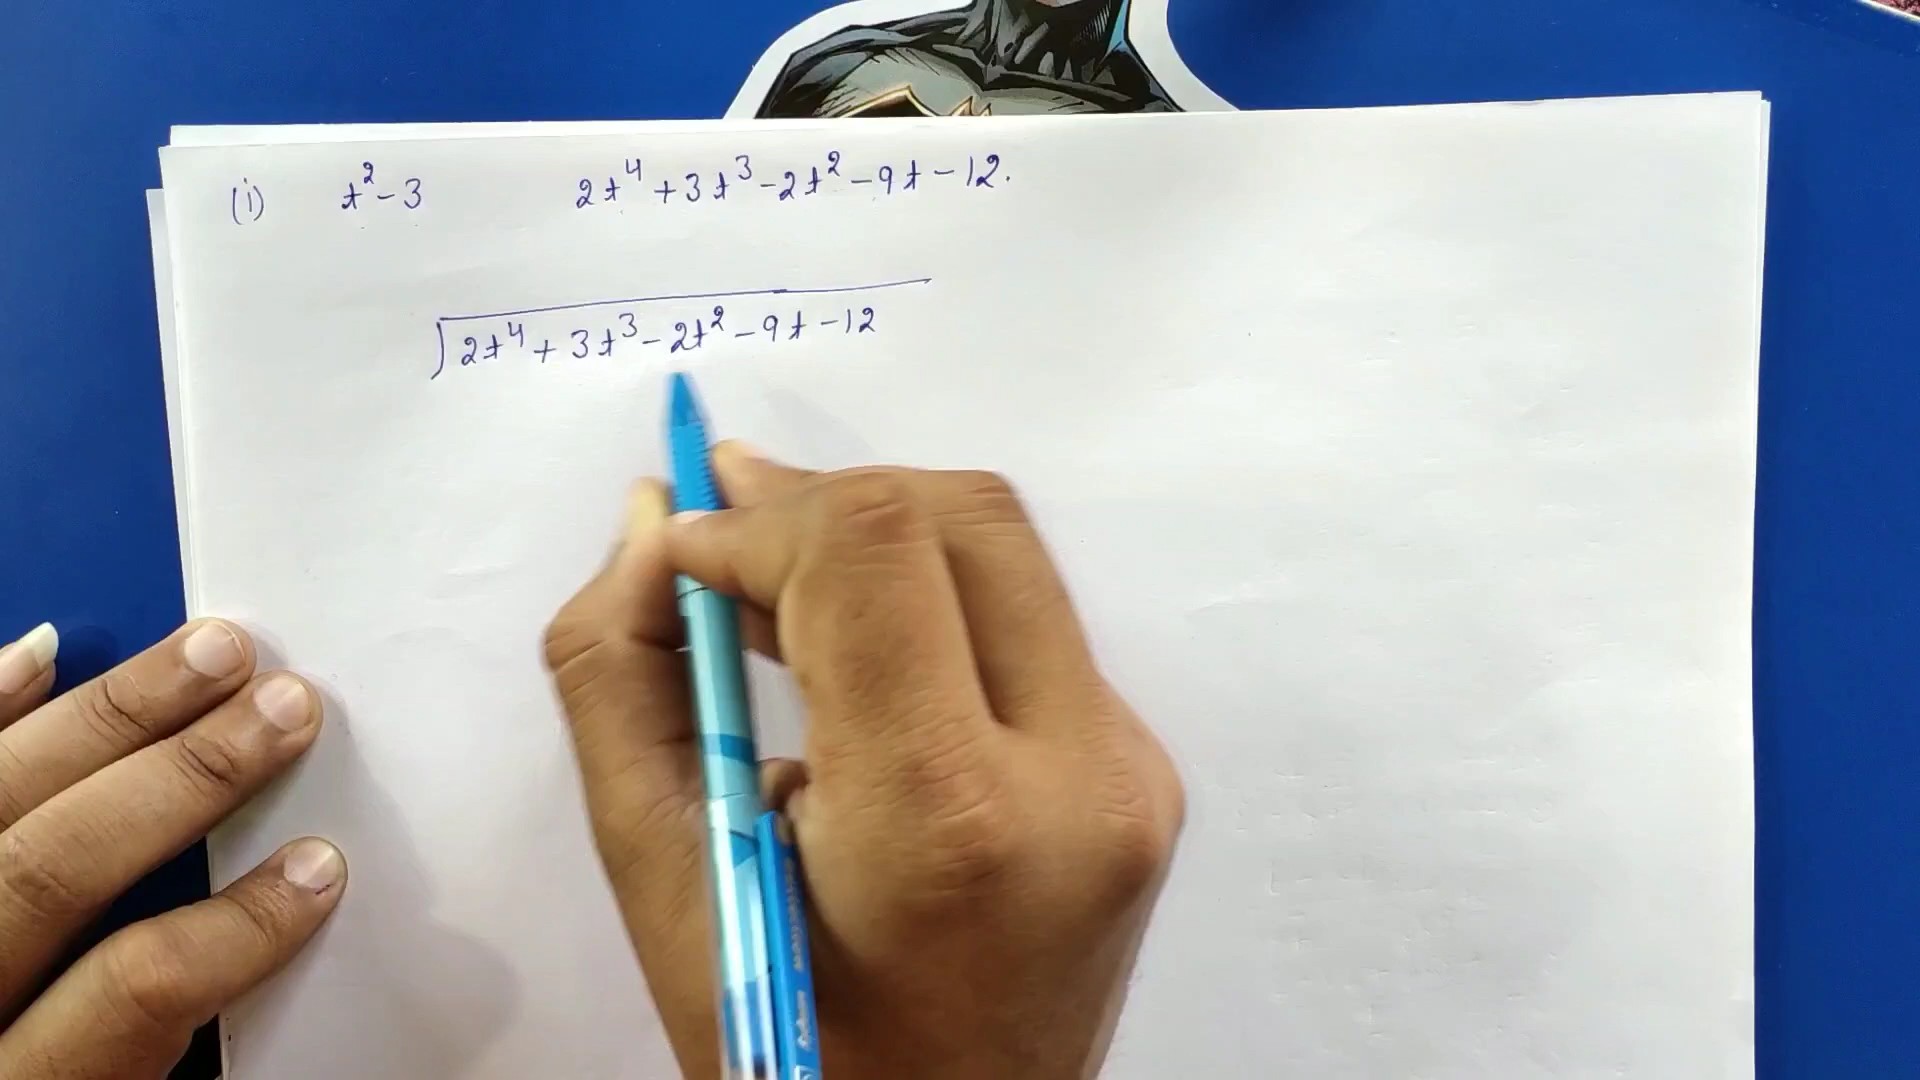 (i) t² - 3 2t⁴ + 3t³ - 2t² - 9t - 12.
2t⁴ + 3t³ - 2t² - 9t - 12